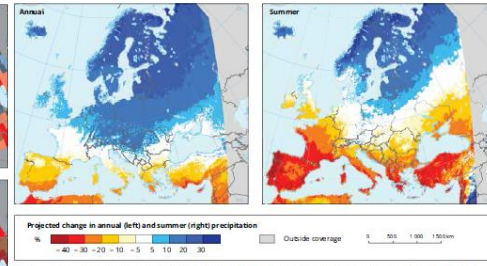 Annual
Summer
Projected change in annual (left) and summer (right) precipitation
%
– 40 – 30 – 20 – 10 – 5 5 10 20 30
Outside coverage
0 500 1 000 1 500 km